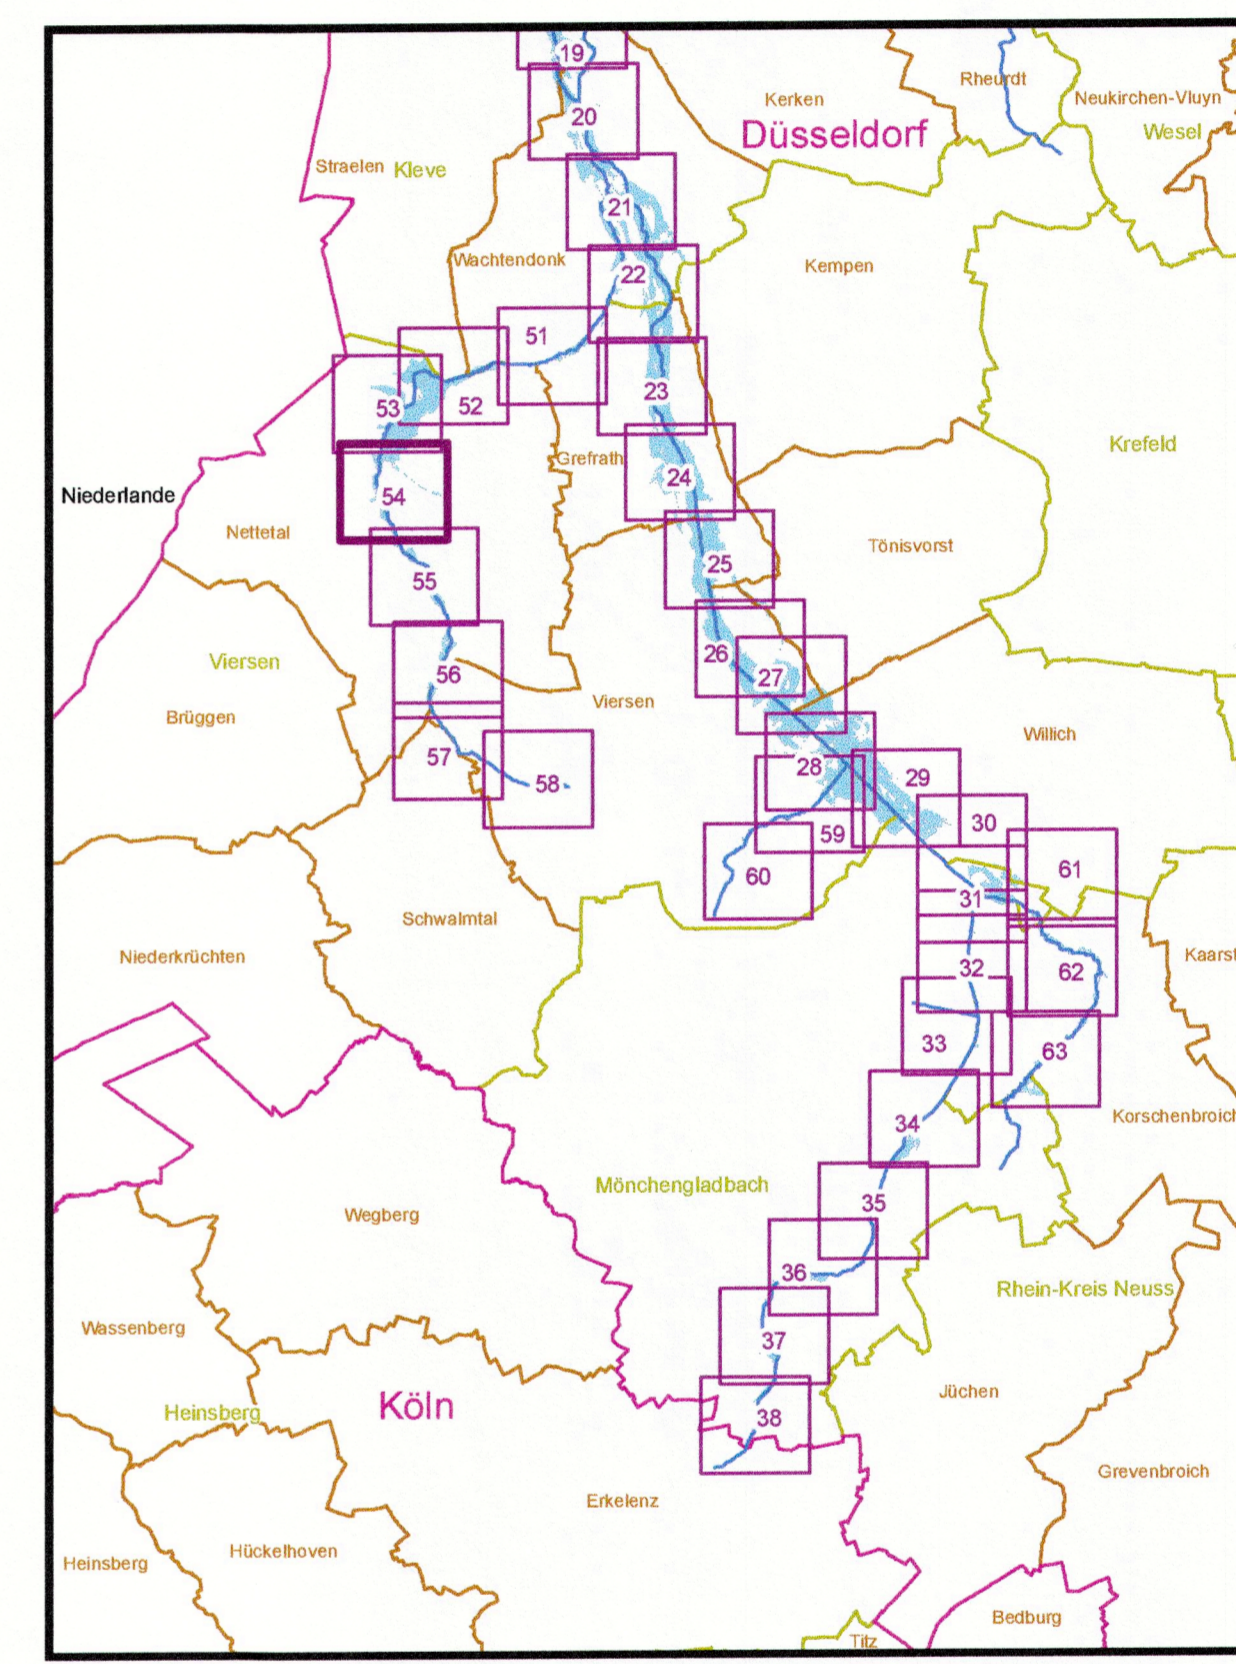 19
Rheurdt
Kerken
Neukirchen-Vluyn
20
Düsseldorf
Wesel
Straelen
Kleve
21
Wachtendonk
Kempen
22
51
23
53
52
Krefeld
Grefrath
24
Niederlande
54
Nettetal
Tönisvorst
25
55
26
Viersen
27
56
Viersen
Brüggen
Willich
57
28
29
58
30
59
61
60
31
Schwalmtal
Niederkrüchten
Kaarst
32
62
33
63
Korschenbroich
34
Mönchengladbach
35
Wegberg
36
Rhein-Kreis Neuss
Wassenberg
37
Jüchen
Köln
Heinsberg
38
Grevenbroich
Erkelenz
Hückelhoven
Heinsberg
Bedburg
Titz